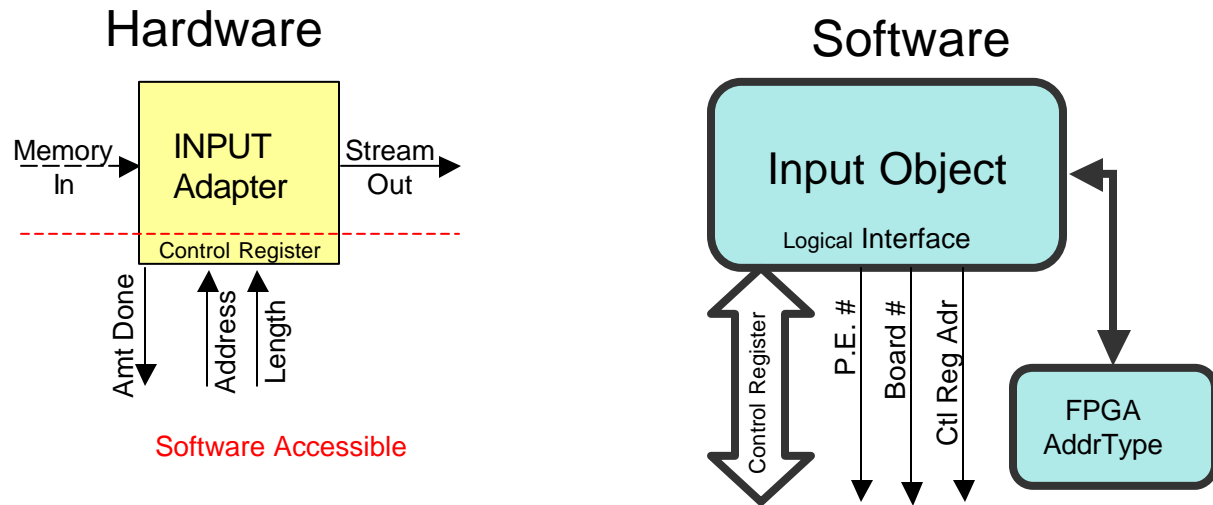 Hardware
Memory
In
INPUT
Adapter
Stream
Out
Control Register
Amt Done
Address
Length
Software Accessible
Software
Input Object
Logical Interface
Control Register
P.E. #
Board #
Ctl Reg Adr
FPGA
AddrType